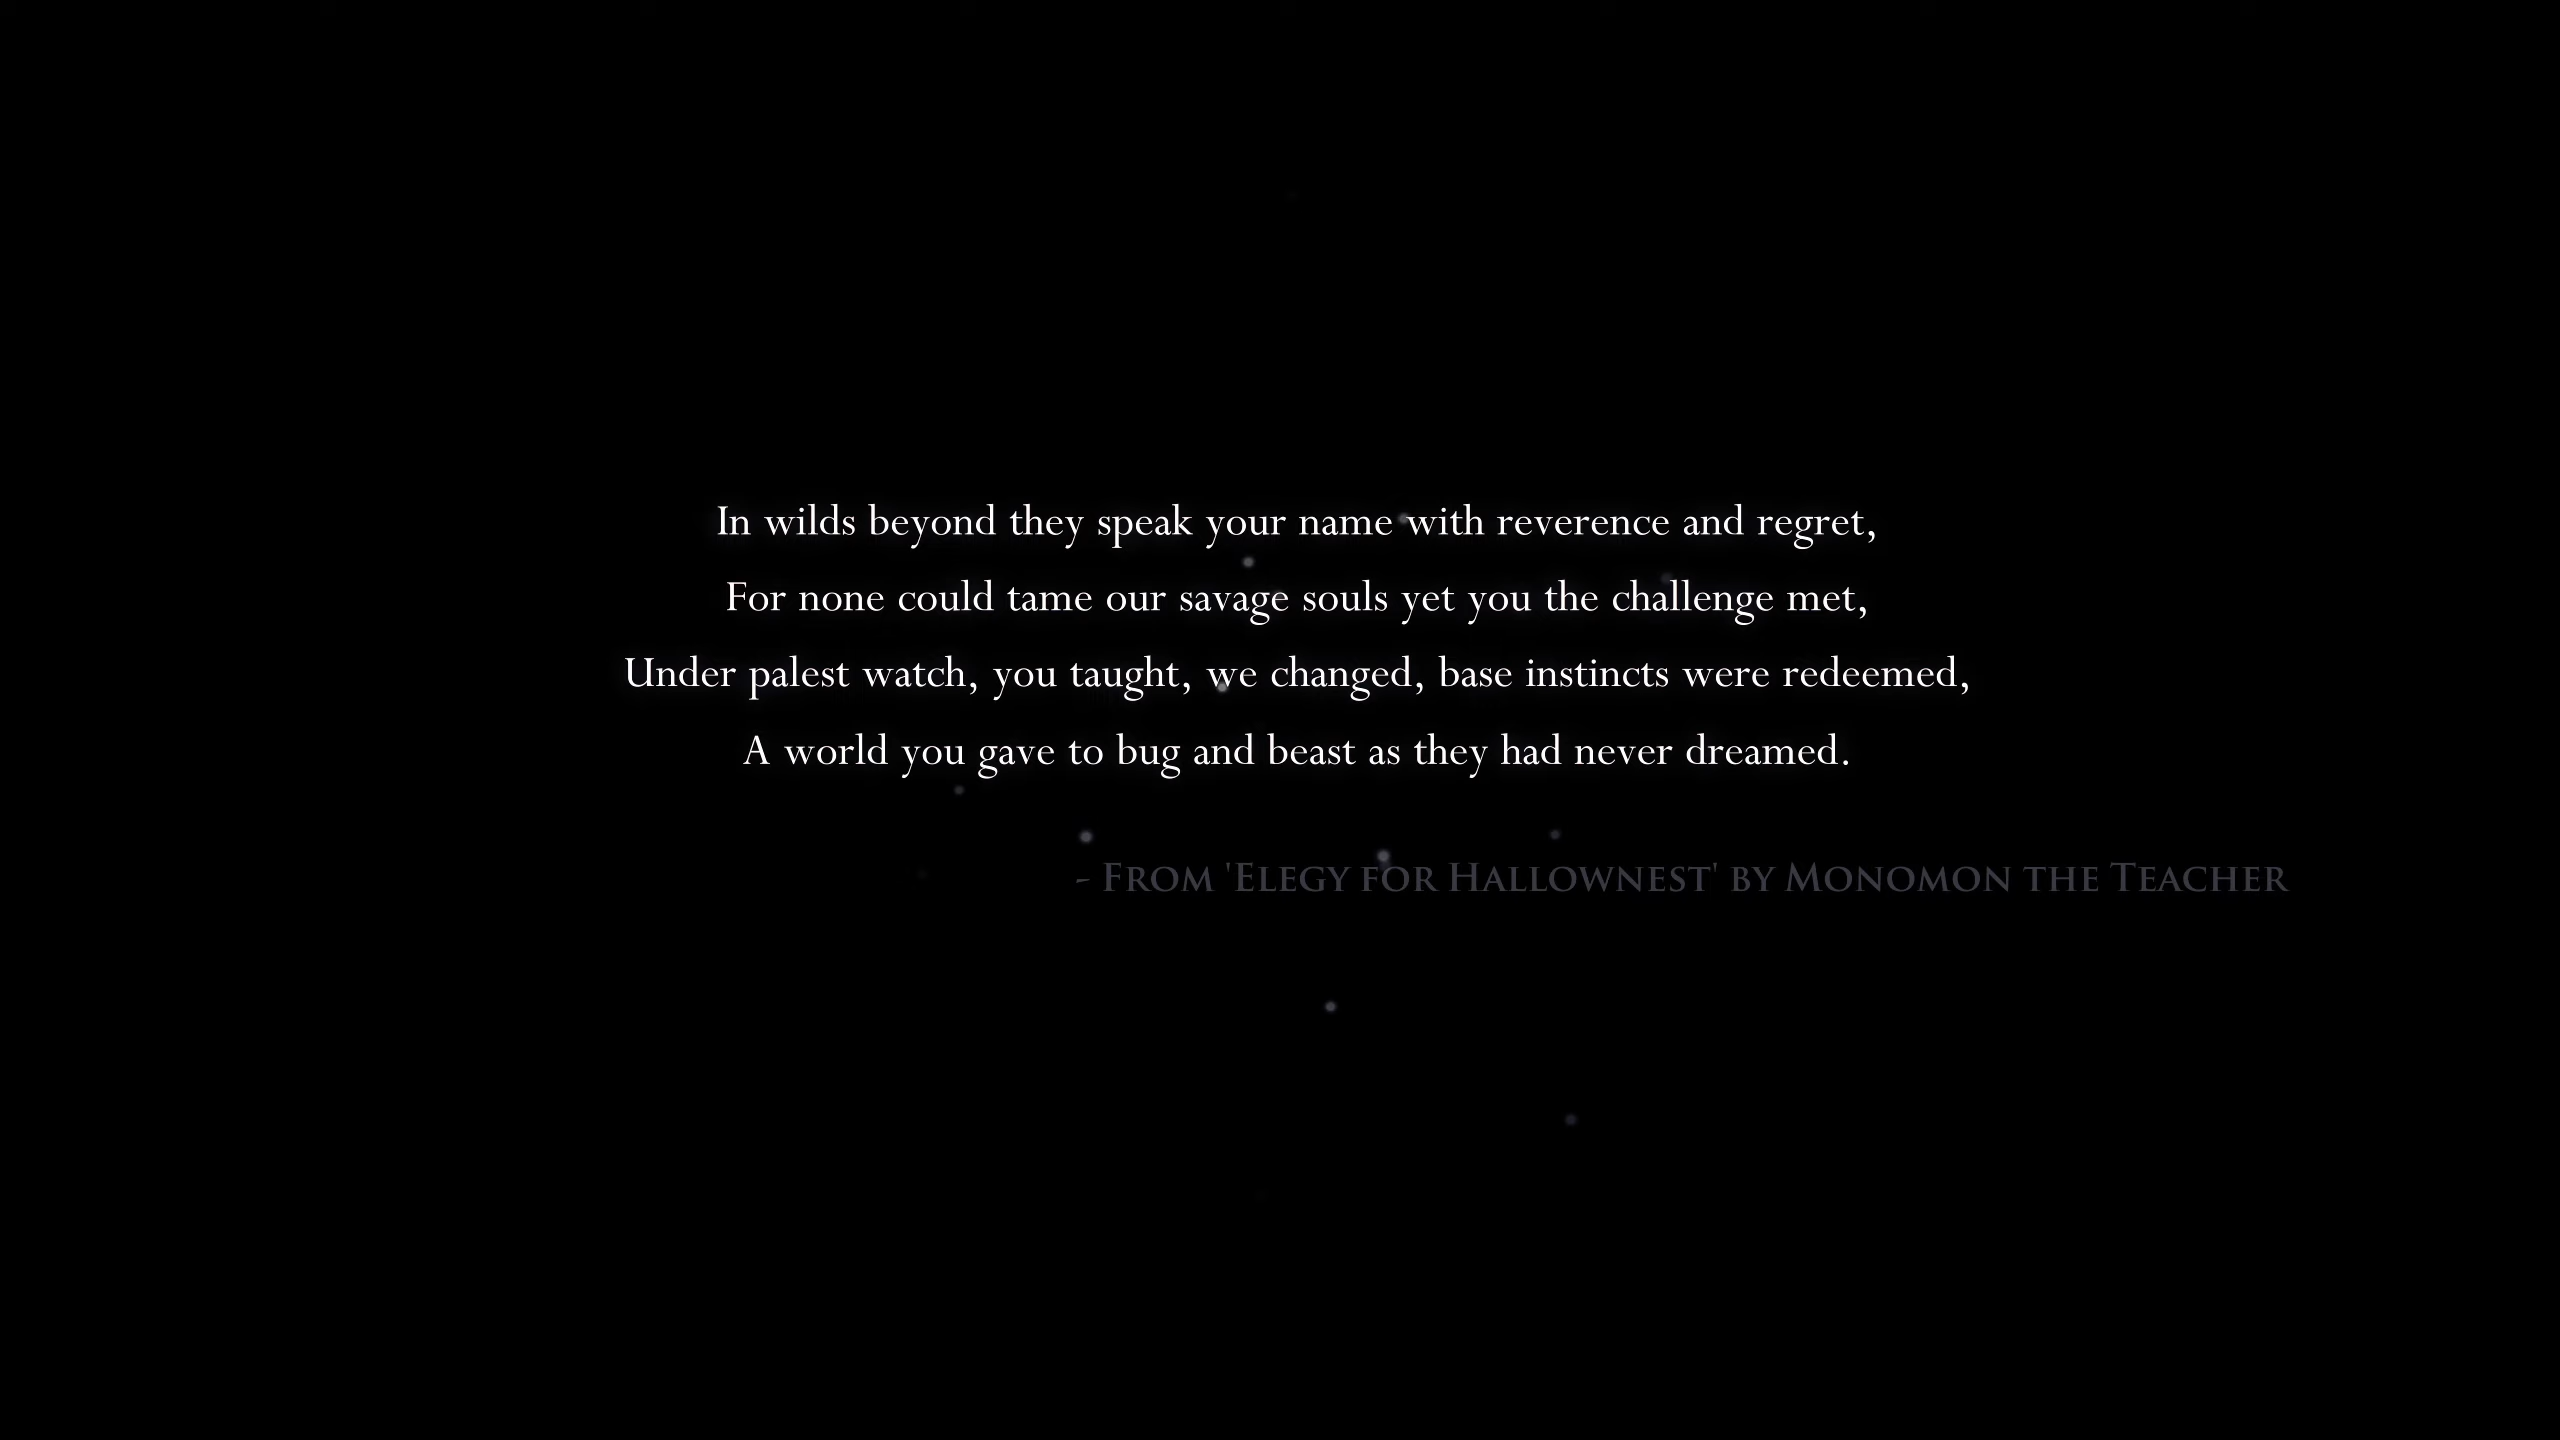 In wilds beyond they speak your name with reverence and regret,
For none could tame our savage souls yet you the challenge met,
Under palest watch, you taught, we changed, base instincts were redeemed,
A world you gave to bug and beast as they had never dreamed.
- From 'Elegy for Hallownest' by Monomon the Teacher